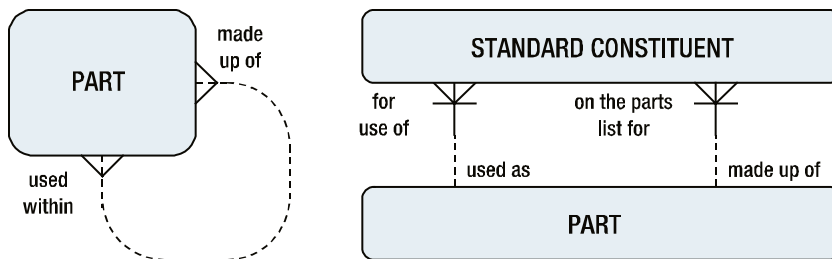 PART
made
up of
used
within
STANDARD CONSTITUENT
for
use of
on the parts
list for
used as
made up of
PART